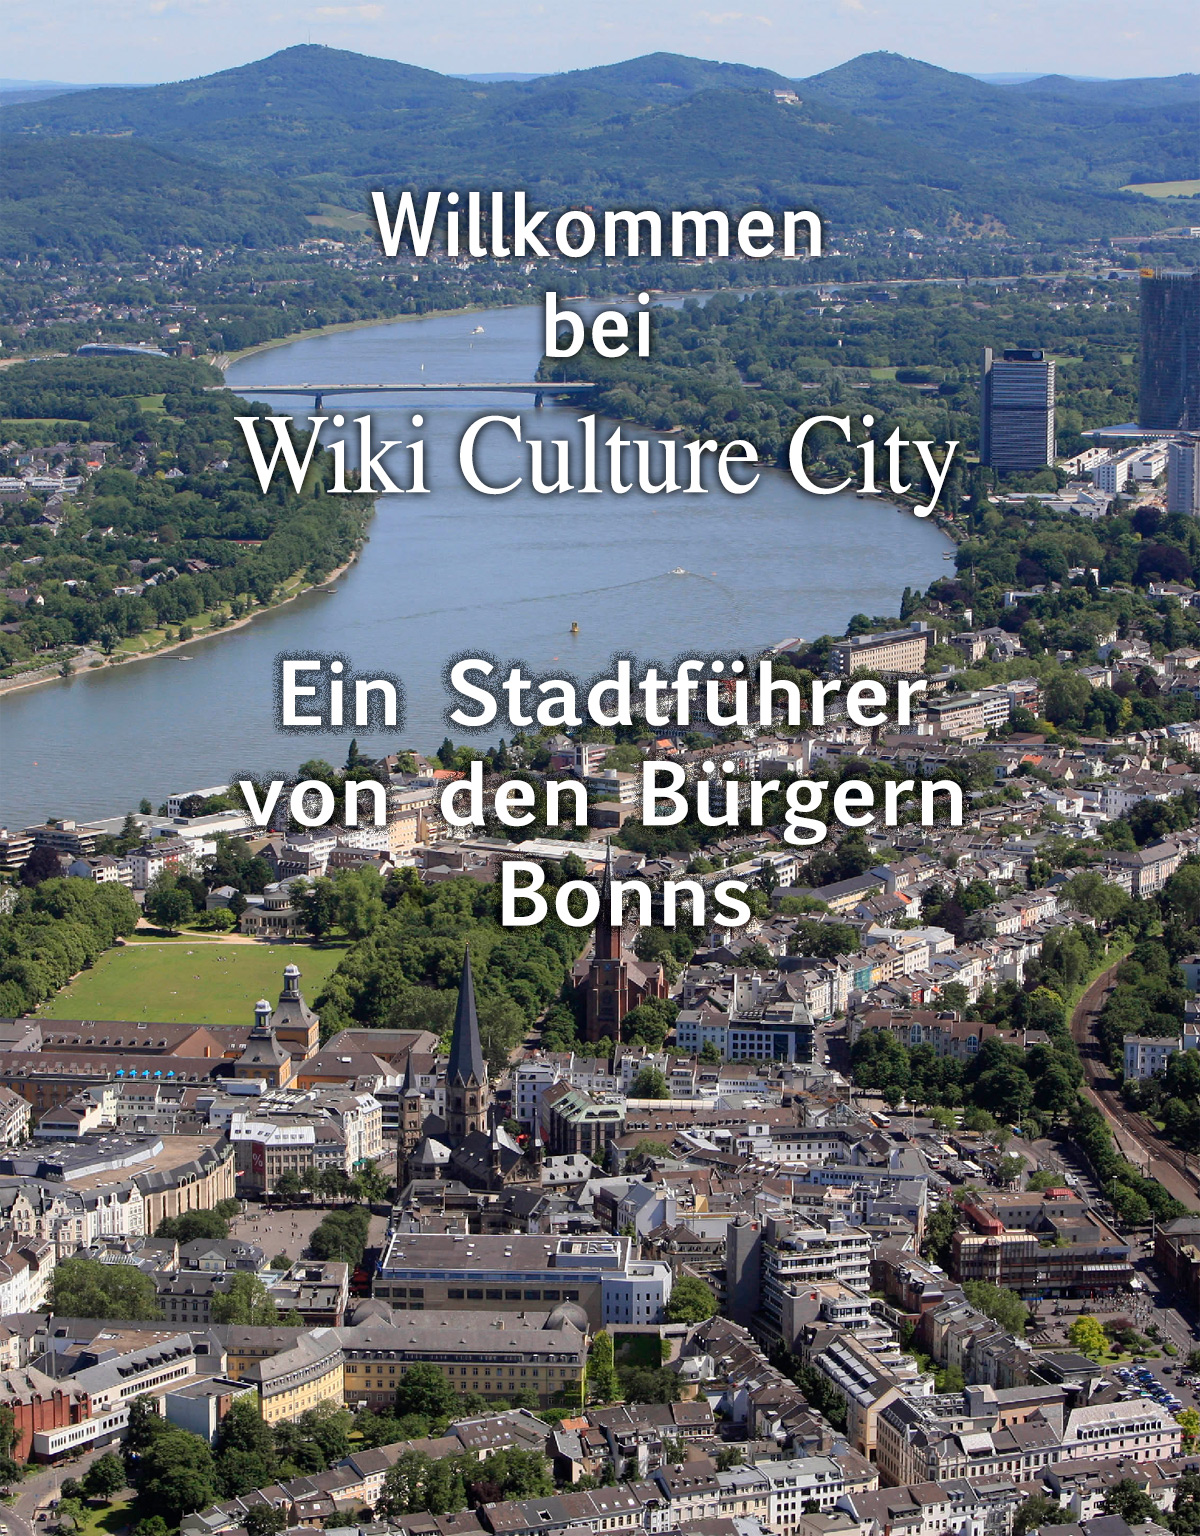 Willkommen
bei
Wiki Culture City
Ein Stadtführer
von den Bürgern
Bonns
%